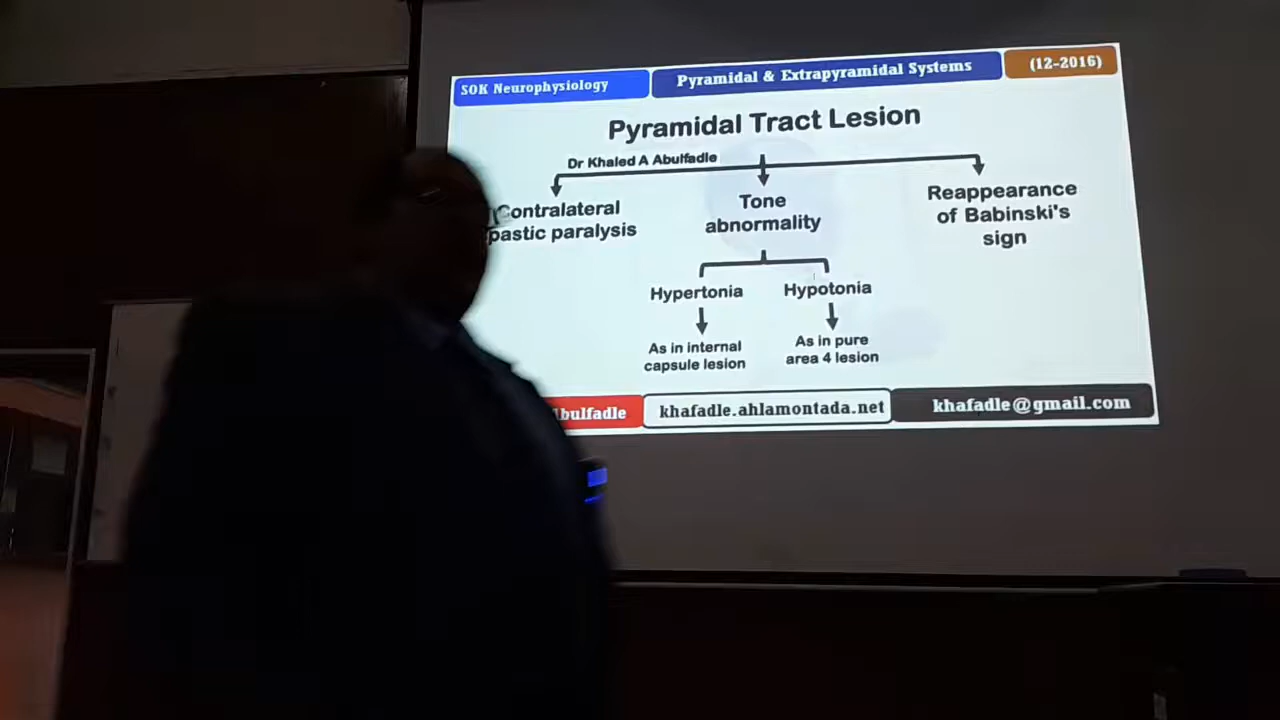 SOK Neurophysiology
Pyramidal & Extrapyramidal Systems
(12-2016)
Pyramidal Tract Lesion
Dr Khaled A Abulfadle
Contralateral
pastic paralysis
Tone
abnormality
Reappearance
of Babinski's
sign
Hypertonia
Hypotonia
As in internal
capsule lesion
As in pure
area 4 lesion
bulfadle
khafadle.ahlamontada.net
khafadle@gmail.com